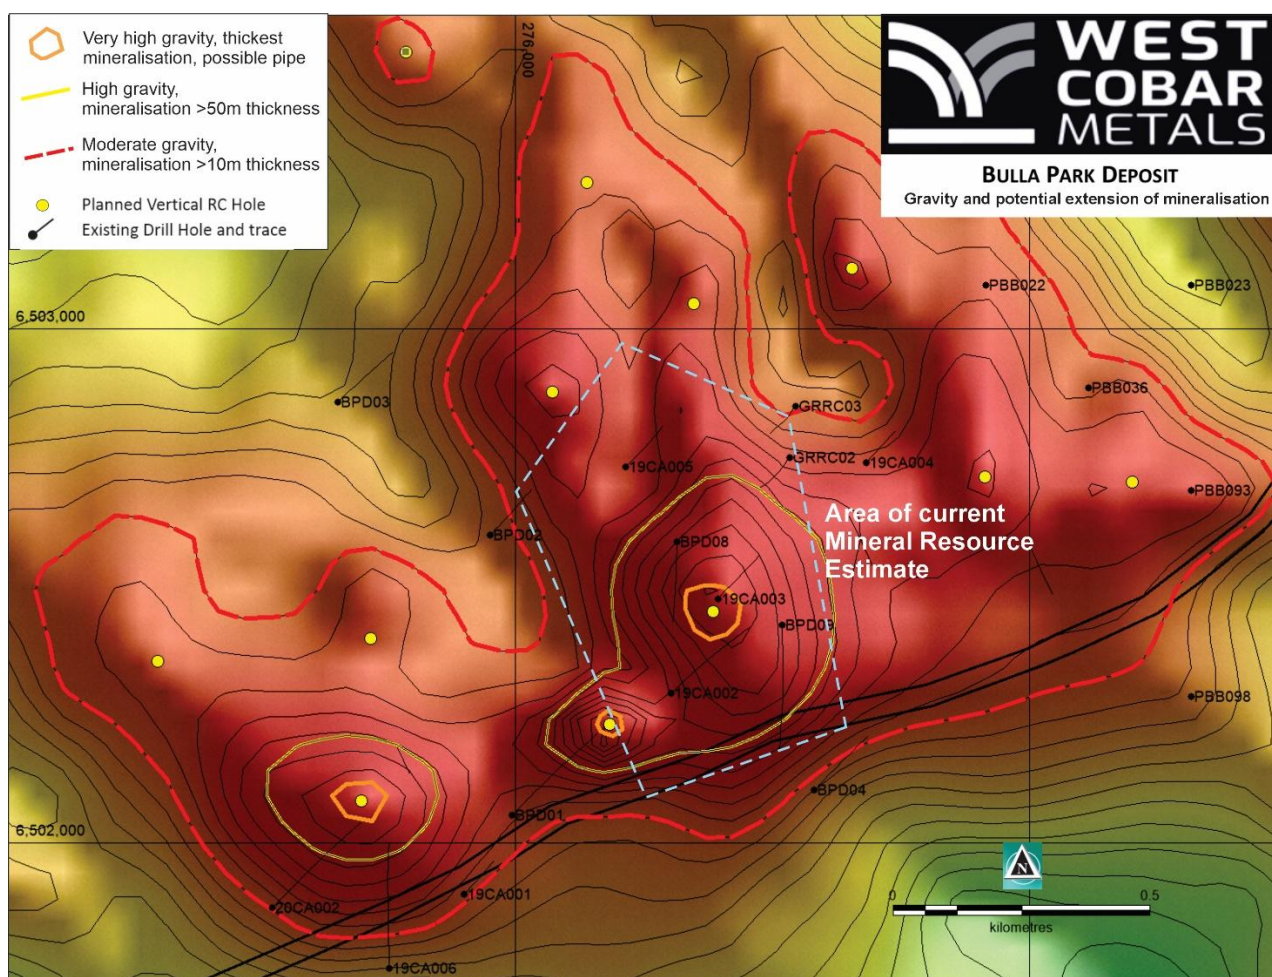 Very high gravity, thickest
mineralisation, possible pipe
High gravity,
mineralisation >50m thickness
Moderate gravity,
mineralisation >10m thickness
Planned Vertical RC Hole
Existing Drill Hole and trace
276,000
WEST
COBAR
METALS
BULLA PARK DEPOSIT
Gravity and potential extension of mineralisation
PBB022
PBB023
6,503,000
BPD03
PBB036
GRRC03
GRRC02
19CA004
19CA005
PBB093
Area of current
Mineral Resource
Estimate
BPD02
BPD08
19CA003
BPD09
19CA002
PBB098
BPD04
BPD01
6,502,000
N
19CA001
20CA002
0
0.5
kilometres
19CA006